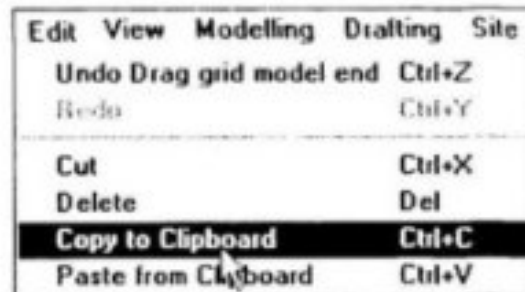 Edit View Modelling Drafting Site
Undo Drag grid model end Ctrl+Z
Redo Ctrl+Y
Cut Ctrl+X
Delete Del
Copy to Clipboard Ctrl+C
Paste from Clipboard Ctrl+V